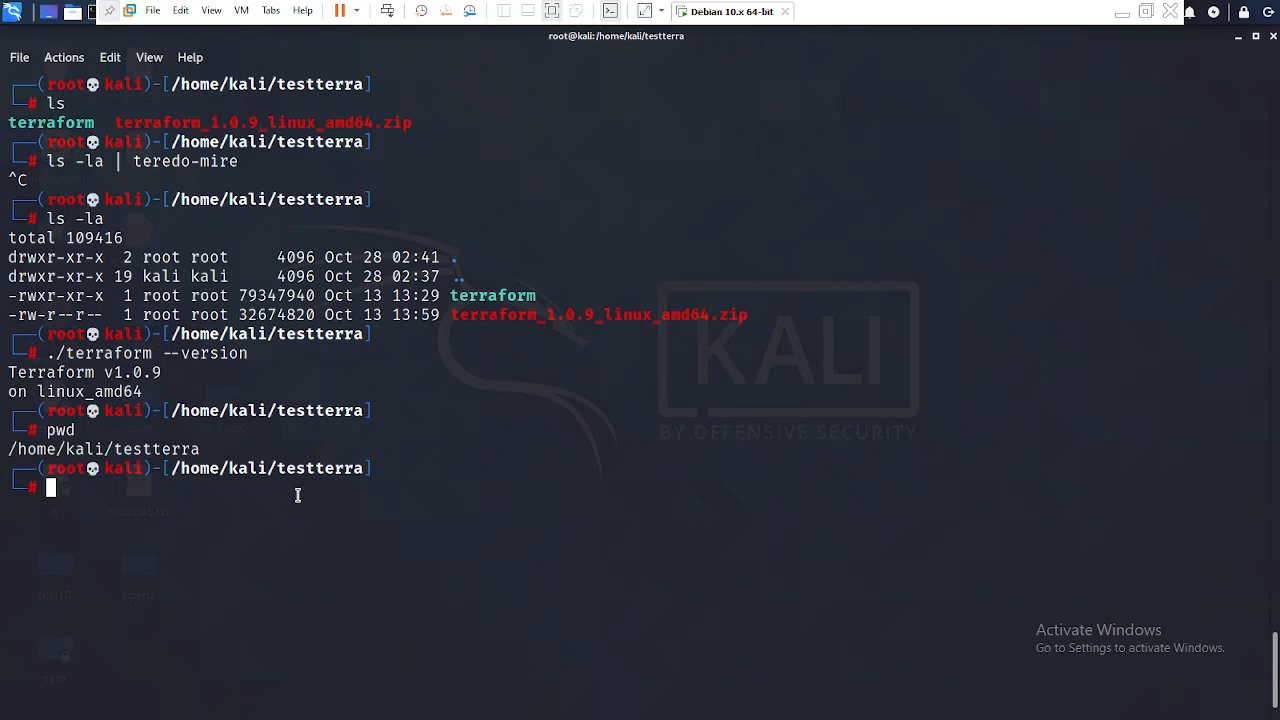 File Edit View VM Tabs Help Debian 10.x 64-bit
root@kali:/home/kali/testterra
File Actions Edit View Help
(root💀kali)-[/home/kali/testterra]
# ls
terraform terraform_1.0.9_linux_amd64.zip
(root💀kali)-[/home/kali/testterra]
# ls -la | teredo-mire
^C
(root💀kali)-[/home/kali/testterra]
# ls -la
total 109416
drwxr-xr-x 2 root root 4096 Oct 28 02:41 .
drwxr-xr-x 19 kali kali 4096 Oct 28 02:37 ..
-rwxr-xr-x 1 root root 79347940 Oct 13 13:29 terraform
-rw-r--r-- 1 root root 32674820 Oct 13 13:59 terraform_1.0.9_linux_amd64.zip
(root💀kali)-[/home/kali/testterra]
# ./terraform --version
Terraform v1.0.9
on linux_amd64
(root💀kali)-[/home/kali/testterra]
# pwd
/home/kali/testterra
(root💀kali)-[/home/kali/testterra]
#
KALI
BY OFFENSIVE SECURITY
test10 open2
Activate Windows
Go to Settings to activate Windows.